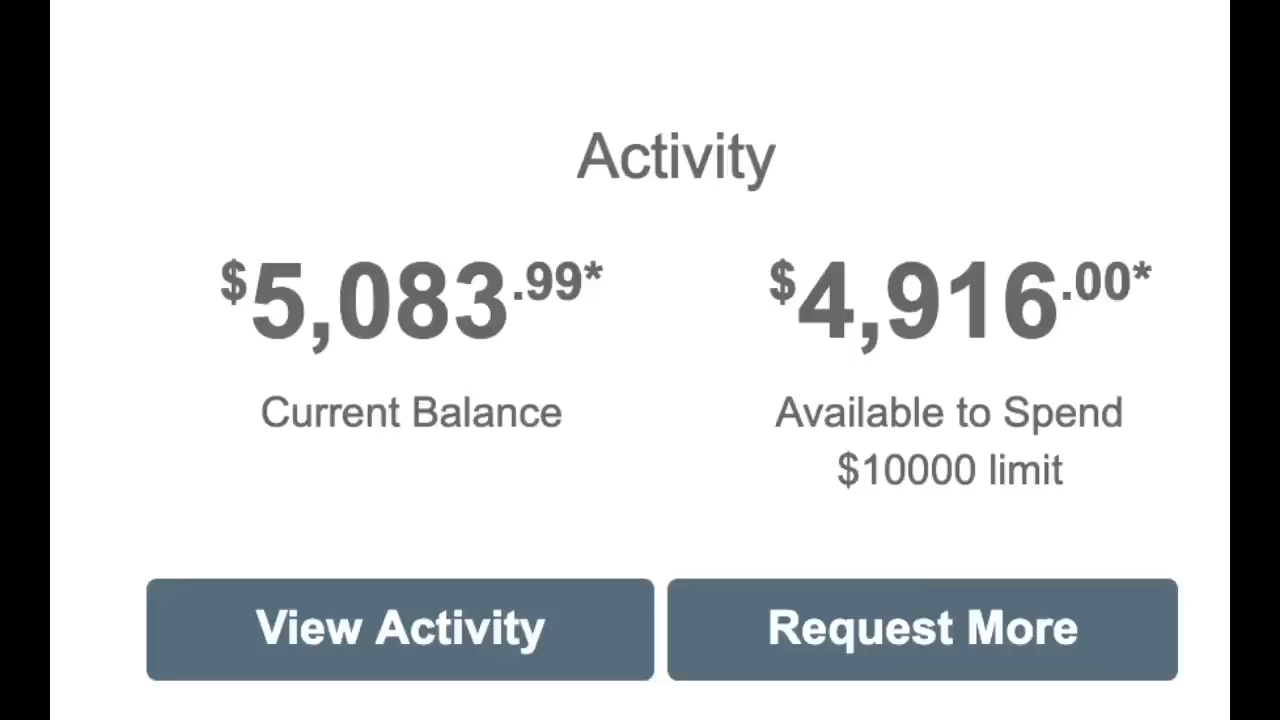 Activity
$5,083.99* $4,916.00*
Current Balance Available to Spend
$10000 limit
View Activity Request More